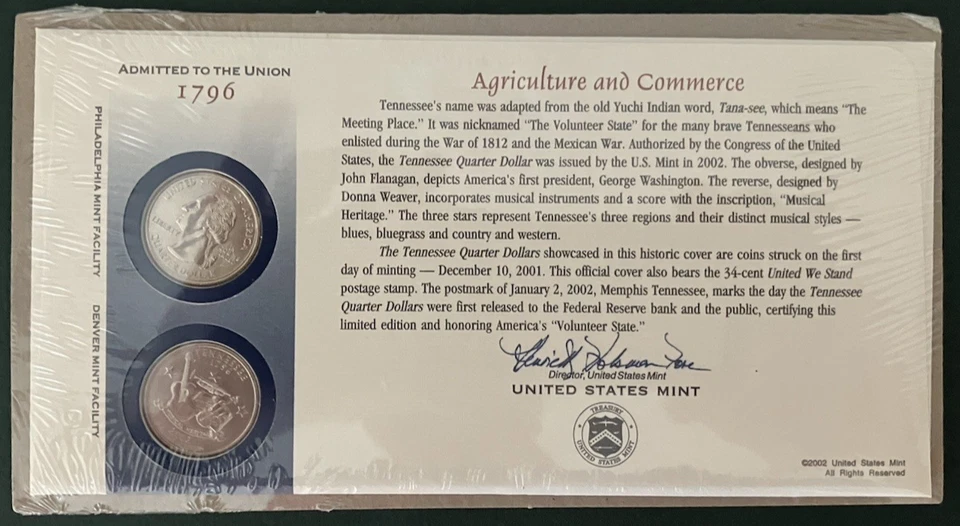 ADMITTED TO THE UNION
1796
PHILADELPHIA MINT FACILITY
DENVER MINT FACILITY
UNITED STATES OF AMERICA
LIBERTY
QUARTER DOLLAR
TENNESSEE
1796
Agriculture and Commerce
Tennessee's name was adapted from the old Yuchi Indian word, Tana-see, which means “The
Meeting Place.” It was nicknamed “The Volunteer State” for the many brave Tennesseans who
enlisted during the War of 1812 and the Mexican War. Authorized by the Congress of the United
States, the Tennessee Quarter Dollar was issued by the U.S. Mint in 2002. The obverse, designed by
John Flanagan, depicts America's first president, George Washington. The reverse, designed by
Donna Weaver, incorporates musical instruments and a score with the inscription, “Musical
Heritage.” The three stars represent Tennessee's three regions and their distinct musical styles —
blues, bluegrass and country and western.
The Tennessee Quarter Dollars showcased in this historic cover are coins struck on the first
day of minting — December 10, 2001. This official cover also bears the 34-cent United We Stand
postage stamp. The postmark of January 2, 2002, Memphis Tennessee, marks the day the Tennessee
Quarter Dollars were first released to the Federal Reserve bank and the public, certifying this
limited edition and honoring America's “Volunteer State.”
Director, United States Mint
UNITED STATES MINT
TREASURY
UNITED STATES MINT
©2002 United States Mint
All Rights Reserved